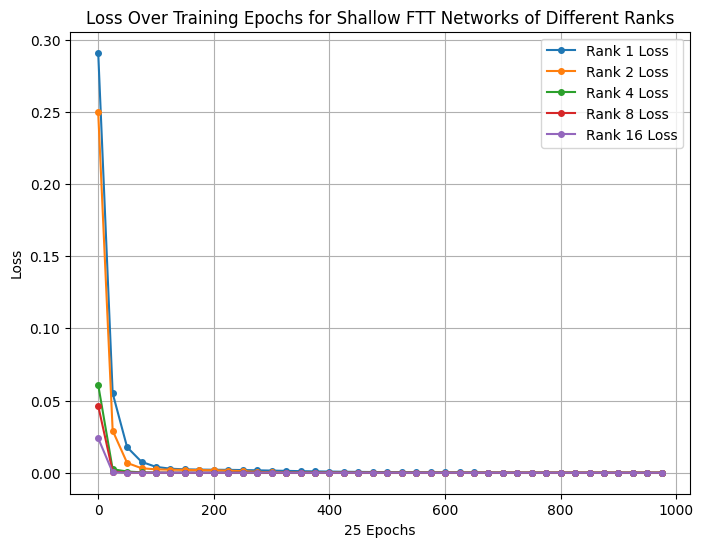 Loss Over Training Epochs for Shallow FTT Networks of Different Ranks
0.30
0.25
0.20
0.15
0.10
0.05
0.00
Loss
Rank 1 Loss
Rank 2 Loss
Rank 4 Loss
Rank 8 Loss
Rank 16 Loss
0 200 400 600 800 1000
25 Epochs